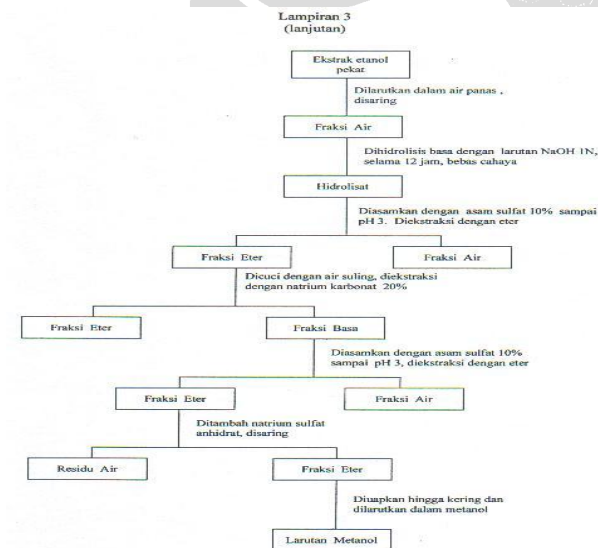 Lampiran 3
(lanjutan)
Ekstrak etanol
pekat
Dilarutkan dalam air panas ,
disaring
Fraksi Air
Dihidrolisis basa dengan larutan NaOH 1N,
selama 12 jam, bebas cahaya
Hidrolisat
Diasamkan dengan asam sulfat 10% sampai
pH 3. Diekstraksi dengan eter
Fraksi Eter
Fraksi Air
Dicuci dengan air suling, diekstraksi
dengan natrium karbonat 20%
Fraksi Eter
Fraksi Basa
Diasamkan dengan asam sulfat 10%
sampai pH 3, diekstraksi dengan eter
Fraksi Eter
Fraksi Air
Ditambah natrium sulfat
anhidrat, disaring
Residu Air
Fraksi Eter
Diuapkan hingga kering dan
dilarutkan dalam metanol
Larutan Metanol